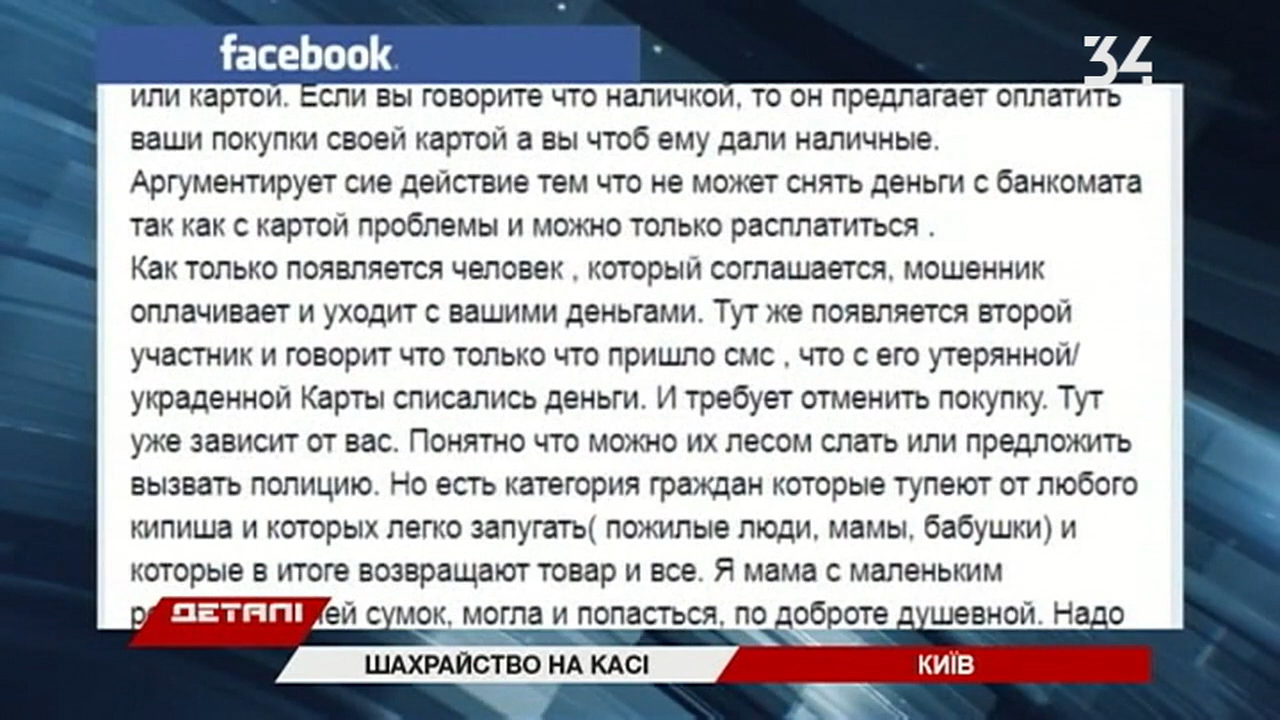 facebook.
34
или картой. Если вы говорите что наличкой, то он предлагает оплатить
ваши покупки своей картой а вы чтоб ему дали наличные.
Аргументирует сие действие тем что не может снять деньги с банкомата
так как с картой проблемы и можно только расплатиться .
Как только появляется человек , который соглашается, мошенник
оплачивает и уходит с вашими деньгами. Тут же появляется второй
участник и говорит что только что пришло смс , что с его утерянной/
украденной Карты списались деньги. И требует отменить покупку. Тут
уже зависит от вас. Понятно что можно их лесом слать или предложить
вызвать полицию. Но есть категория граждан которые тупеют от любого
кипиша и которых легко запугать( пожилые люди, мамы, бабушки) и
которые в итоге возвращают товар и все. Я мама с маленьким
сумок, могла и попасться, по доброте душевной. Надо
ДЕТАЛІ
ШАХРАЙСТВО НА КАСІ
КИЇВ